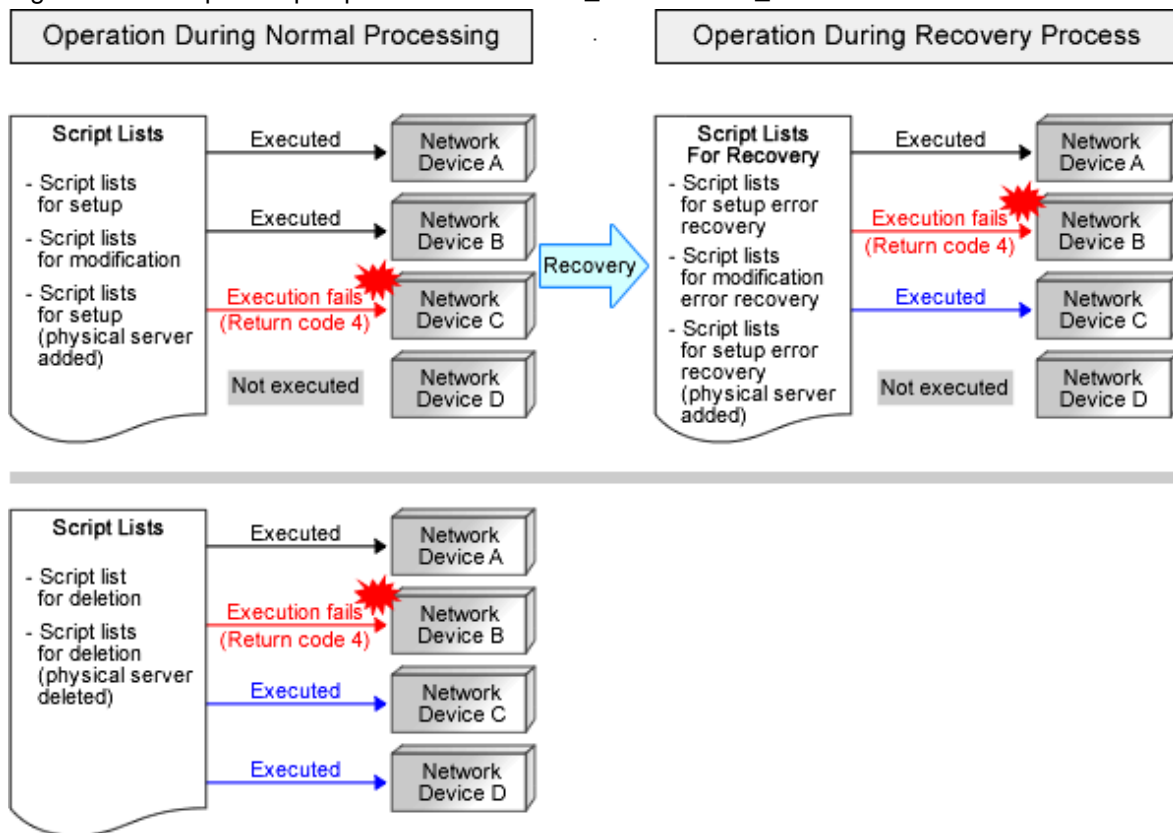 Operation During Normal Processing
Operation During Recovery Process
Script Lists
- Script lists
for setup
- Script lists
for modification
- Script lists
for setup
(physical server
added)
Executed
Network
Device A
Executed
Network
Device B
Execution fails
(Return code 4)
Network
Device C
Not executed
Network
Device D
Recovery
Script Lists
For Recovery
- Script lists
for setup error
recovery
- Script lists
for modification
error recovery
- Script lists
for setup error
recovery
(physical server
added)
Executed
Network
Device A
Execution fails
(Return code 4)
Network
Device B
Executed
Network
Device C
Not executed
Network
Device D
Script Lists
- Script list
for deletion
- Script lists
for deletion
(physical server
deleted)
Executed
Network
Device A
Execution fails
(Return code 4)
Network
Device B
Executed
Network
Device C
Executed
Network
Device D